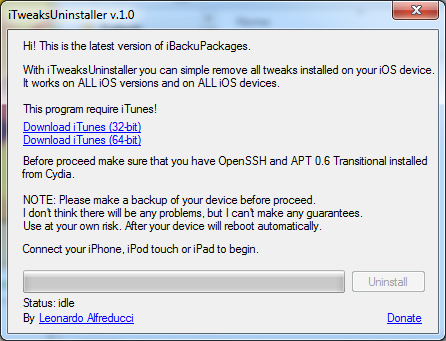 iTweaksUninstaller v.1.0
Hi! This is the latest version of iBackuPackages.
With iTweaksUninstaller you can simple remove all tweaks installed on your iOS device.
It works on ALL iOS versions and on ALL iOS devices.
This program require iTunes!
Download iTunes (32-bit)
Download iTunes (64-bit)
Before proceed make sure that you have OpenSSH and APT 0.6 Transitional installed
from Cydia.
NOTE: Please make a backup of your device before proceed.
I don't think there will be any problems, but I can't make any guarantees.
Use at your own risk. After your device will reboot automatically.
Connect your iPhone, iPod touch or iPad to begin.
Uninstall
Status: idle
By Leonardo Alfreducci
Donate